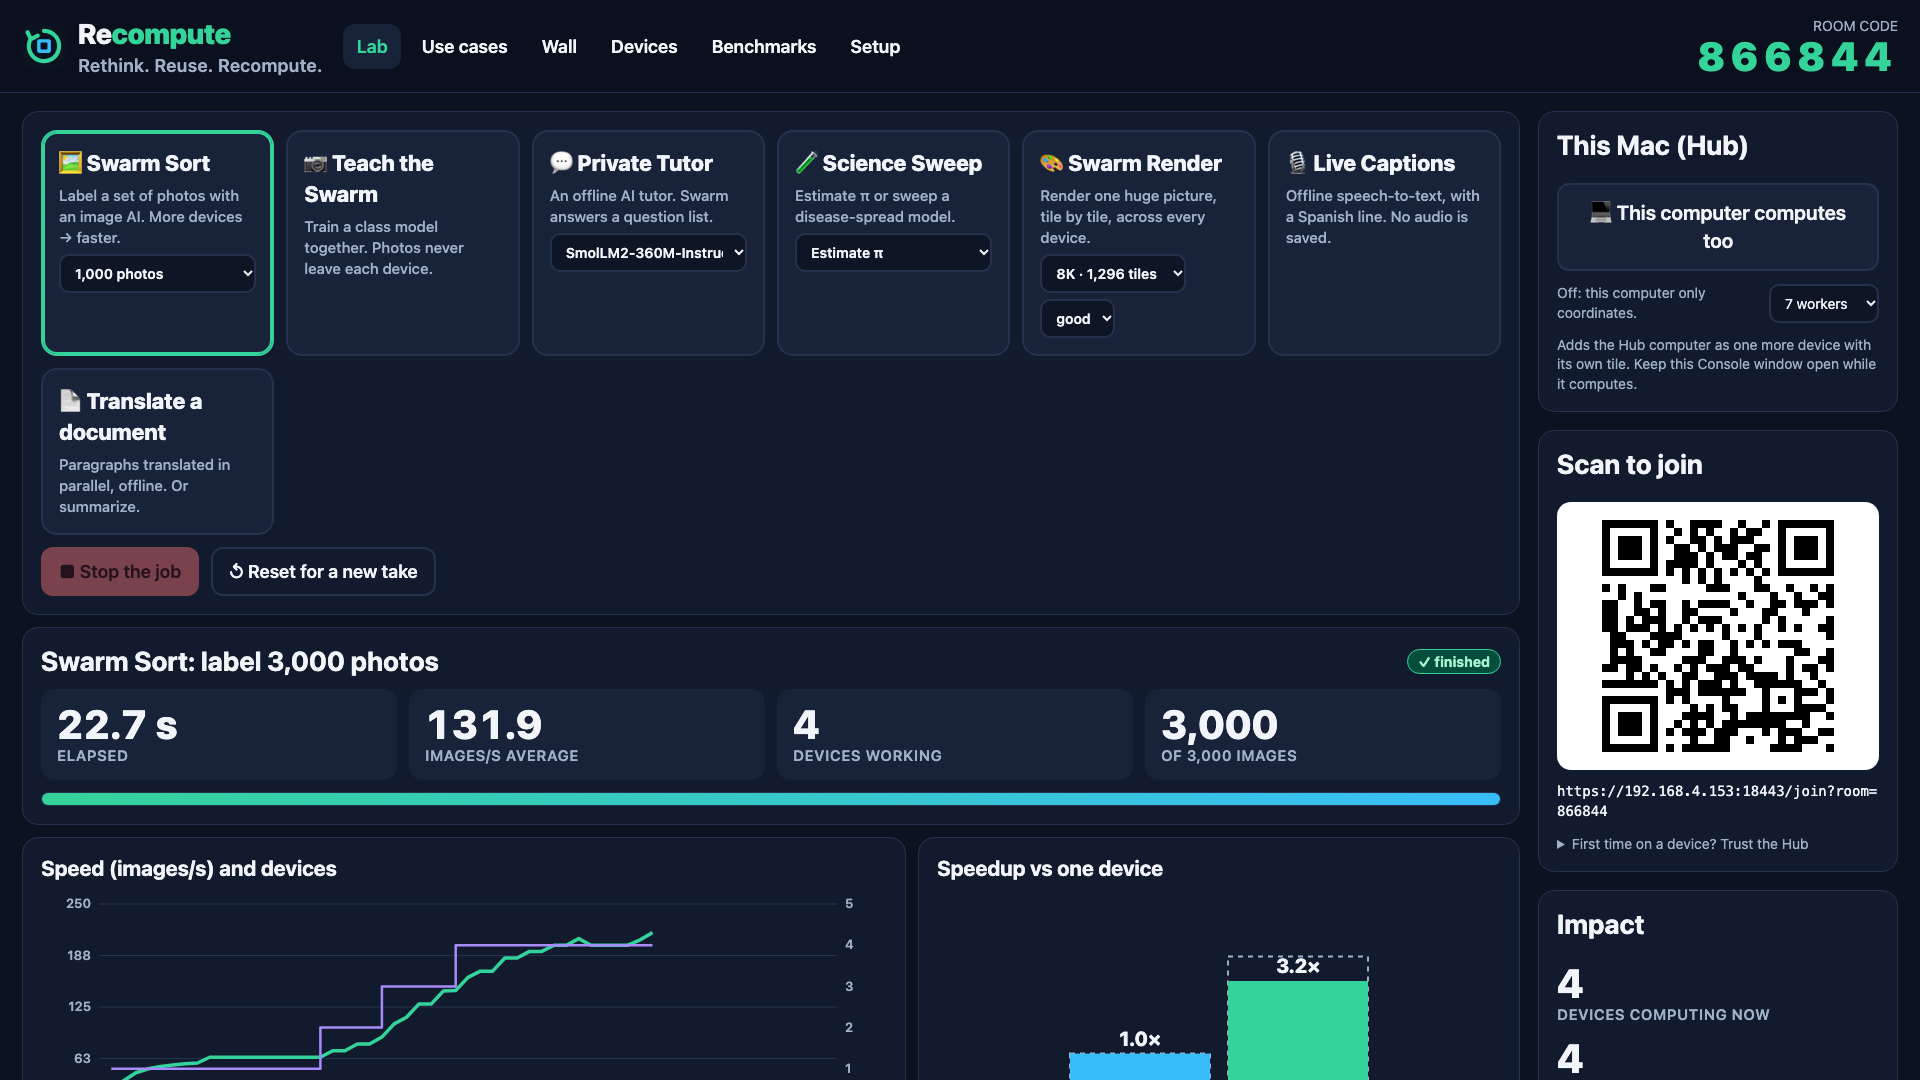 Recompute
Rethink. Reuse. Recompute.
Lab
Use cases
Wall
Devices
Benchmarks
Setup
ROOM CODE
866844
Swarm Sort
Label a set of photos with
an image AI. More devices
→ faster.
1,000 photos
Teach the
Swarm
Train a class model
together. Photos never
leave each device.
Private Tutor
An offline AI tutor. Swarm
answers a question list.
SmolLM2-360M-Instru
Science Sweep
Estimate π or sweep a
disease-spread model.
Estimate π
Swarm Render
Render one huge picture,
tile by tile, across every
device.
8K · 1,296 tiles
good
Live Captions
Offline speech-to-text, with
a Spanish line. No audio is
saved.
Translate a
document
Paragraphs translated in
parallel, offline. Or
summarize.
Stop the job
Reset for a new take
Swarm Sort: label 3,000 photos
✓ finished
22.7 s
ELAPSED
131.9
IMAGES/S AVERAGE
4
DEVICES WORKING
3,000
OF 3,000 IMAGES
Speed (images/s) and devices
250
188
125
63
5
4
3
2
1
Speedup vs one device
1.0×
3.2×
This Mac (Hub)
This computer computes
too
Off: this computer only
coordinates.
7 workers
Adds the Hub computer as one more device with
its own tile. Keep this Console window open while
it computes.
Scan to join
https://192.168.4.153:18443/join?room=
866844
First time on a device? Trust the Hub
Impact
4
DEVICES COMPUTING NOW
4